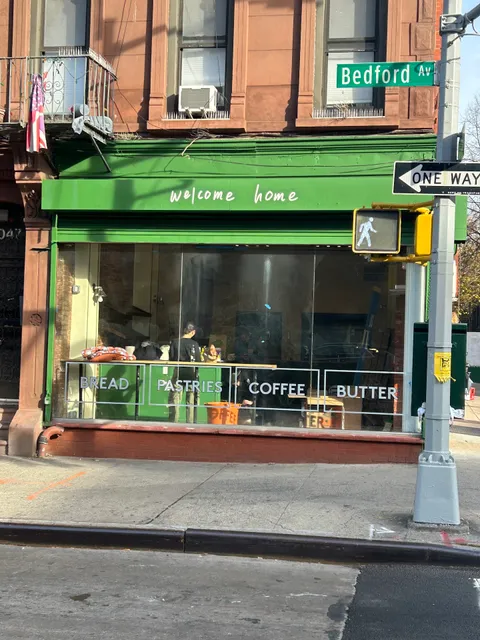 Bedford AV
ONE WAY
welcome home
BREAD PASTRIES COFFEE BUTTER